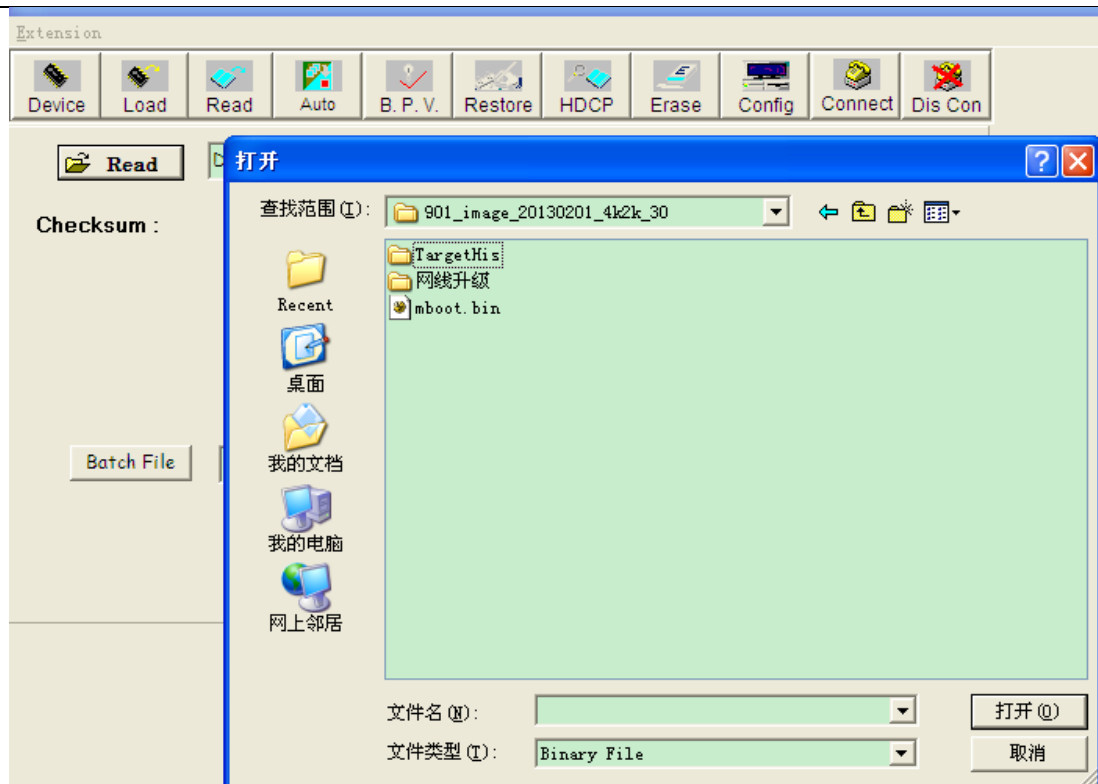 Extension
Device Load Read Auto B. P. V. Restore HDCP Erase Config Connect Dis Con
Read
打开
查找范围(I): 901_image_20130201_4k2k_30
Checksum :
TargetHis
网线升级
mboot.bin
Recent
桌面
我的文档
Batch File
我的电脑
网上邻居
文件名(N):
打开(O)
文件类型(T): Binary File
取消